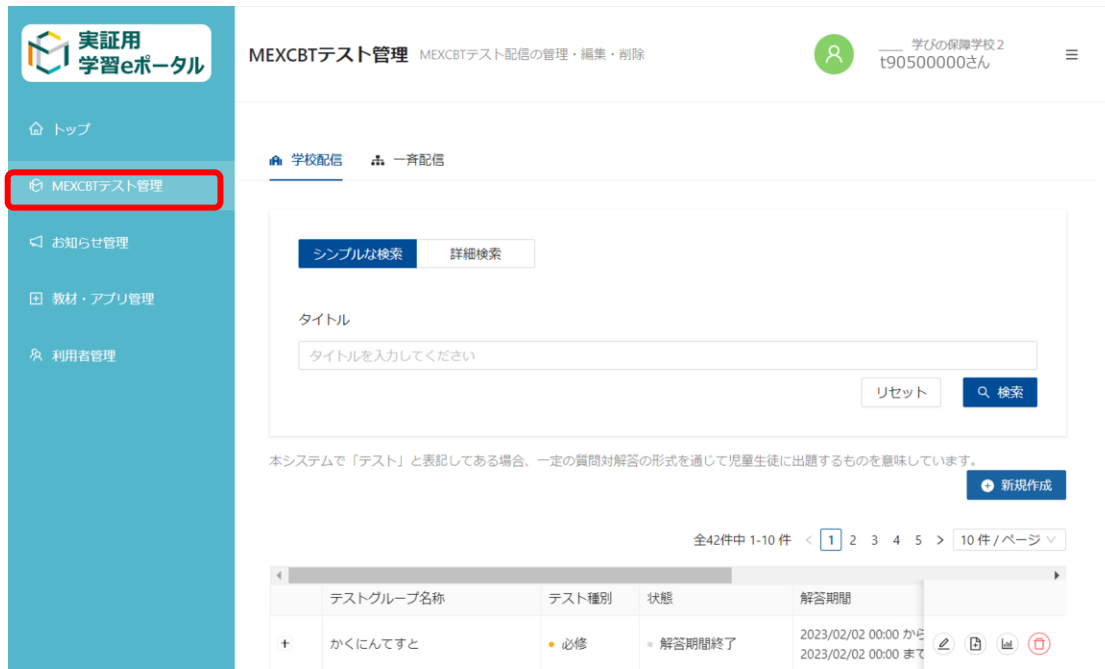 実証用
学習eポータル
MEXCBTテスト管理 MEXCBTテスト配信の管理・編集・削除
___ 学びの保障学校２
t90500000さん
トップ
MEXCBTテスト管理
お知らせ管理
教材・アプリ管理
利用者管理
学校配信 一斉配信
シンプルな検索 詳細検索
タイトル
タイトルを入力してください
リセット 検索
本システムで「テスト」と表記してある場合、一定の質問対解答の形式を通じて児童生徒に出題するものを意味しています。
新規作成
全42件中 1-10 件 < 1 2 3 4 5 > 10 件 / ページ
テストグループ名称 テスト種別 状態 解答期間
+ かくにんてすと 必修 解答期間終了 2023/02/02 00:00 から
2023/02/02 00:00 まで